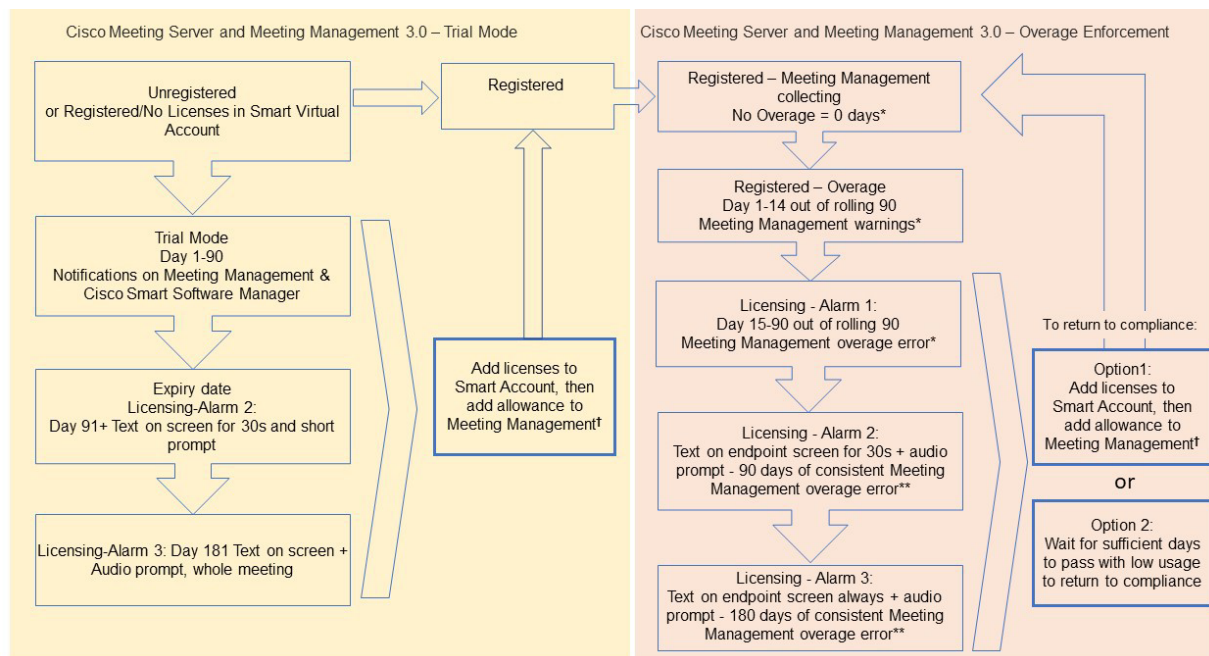 Cisco Meeting Server and Meeting Management 3.0 – Trial Mode
Unregistered
or Registered/No Licenses in Smart Virtual
Account
Registered
Trial Mode
Day 1-90
Notifications on Meeting Management &
Cisco Smart Software Manager
Expiry date
Licensing-Alarm 2:
Day 91+ Text on screen for 30s and short
prompt
Licensing-Alarm 3: Day 181 Text on screen +
Audio prompt, whole meeting
Add licenses to
Smart Account, then
add allowance to
Meeting Management†
Cisco Meeting Server and Meeting Management 3.0 – Overage Enforcement
Registered – Meeting Management
collecting
No Overage = 0 days*
Registered – Overage
Day 1-14 out of rolling 90
Meeting Management warnings*
Licensing - Alarm 1:
Day 15-90 out of rolling 90
Meeting Management overage error*
Licensing - Alarm 2:
Text on endpoint screen for 30s + audio
prompt - 90 days of consistent Meeting
Management overage error**
Licensing - Alarm 3:
Text on endpoint screen always + audio
prompt - 180 days of consistent Meeting
Management overage error**
To return to compliance:
Option1:
Add licenses to
Smart Account, then
add allowance to
Meeting Management†
or
Option 2:
Wait for sufficient days
to pass with low usage
to return to compliance